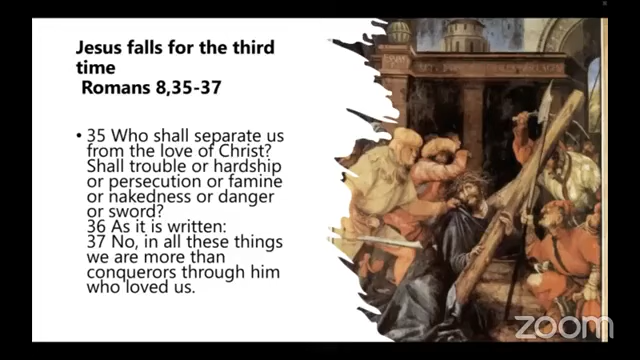 Jesus falls for the third
time
Romans 8,35-37
• 35 Who shall separate us
from the love of Christ?
Shall trouble or hardship
or persecution or famine
or nakedness or danger
or sword?
36 As it is written:
37 No, in all these things
we are more than
conquerors through him
who loved us.
zoom